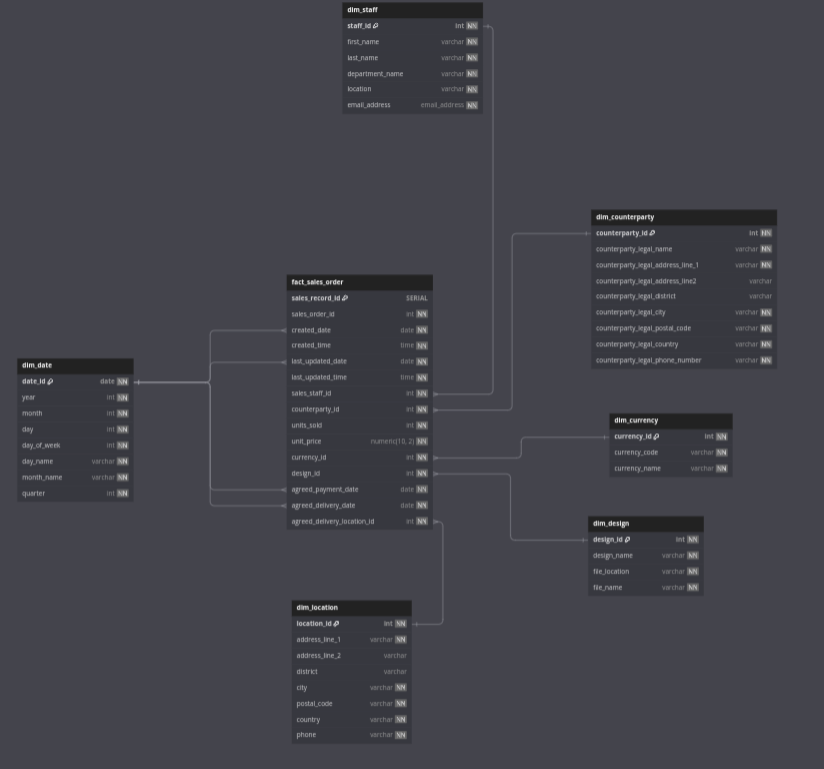 dim_staff
staff_id int NN
first_name varchar NN
last_name varchar NN
department_name varchar NN
location varchar NN
email_address email_address NN
dim_counterparty
counterparty_id int NN
counterparty_legal_name varchar NN
counterparty_legal_address_line_1 varchar NN
counterparty_legal_address_line2 varchar
counterparty_legal_district varchar
counterparty_legal_city varchar NN
counterparty_legal_postal_code varchar NN
counterparty_legal_country varchar NN
counterparty_legal_phone_number varchar NN
fact_sales_order
sales_record_id SERIAL
sales_order_id int NN
created_date date NN
created_time time NN
last_updated_date date NN
last_updated_time time NN
sales_staff_id int NN
counterparty_id int NN
units_sold int NN
unit_price numeric(10, 2) NN
currency_id int NN
design_id int NN
agreed_payment_date date NN
agreed_delivery_date date NN
agreed_delivery_location_id int NN
dim_date
date_id date NN
year int NN
month int NN
day int NN
day_of_week int NN
day_name varchar NN
month_name varchar NN
quarter int NN
dim_currency
currency_id int NN
currency_code varchar NN
currency_name varchar NN
dim_design
design_id int NN
design_name varchar NN
file_location varchar NN
file_name varchar NN
dim_location
location_id int NN
address_line_1 varchar NN
address_line_2 varchar
district varchar
city varchar NN
postal_code varchar NN
country varchar NN
phone varchar NN